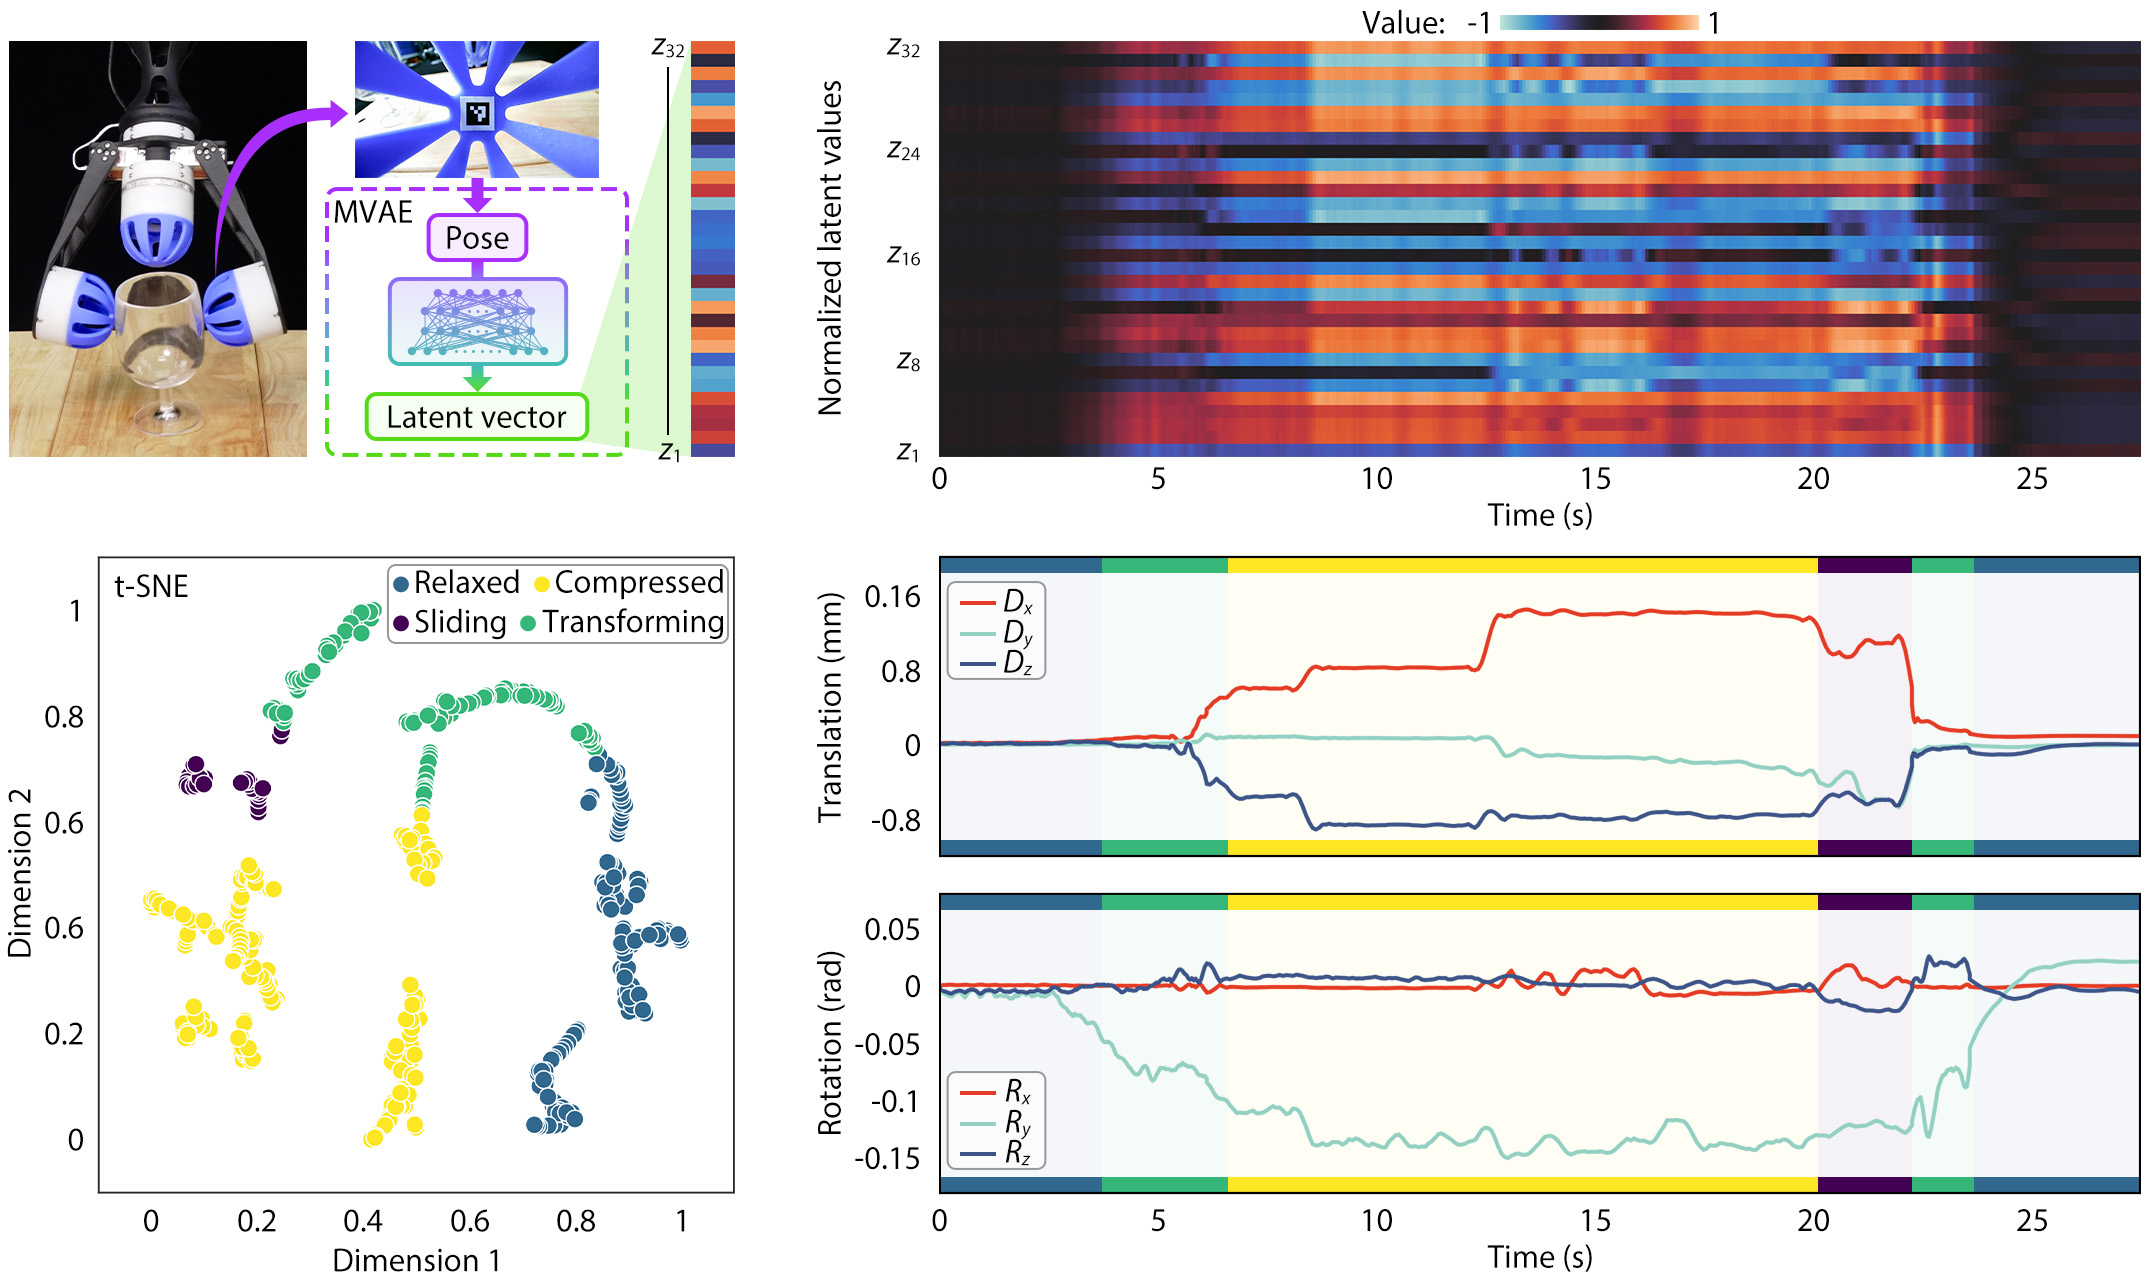 Value: -1 1
z32
MVAE
Pose
Latent vector
z1
Normalized latent values
z32
z24
z16
z8
z1
0 5 10 15 20 25
Time (s)
t-SNE
Relaxed Compressed
Sliding Transforming
Dimension 2
1
0.8
0.6
0.6
0.2
0
0 0.2 0.4 0.6 0.8 1
Dimension 1
Translation (mm)
0.16
0.8
0
-0.8
Dx
Dy
Dz
Rotation (rad)
0.05
0
-0.05
-0.1
-0.15
Rx
Ry
Rz
0 5 10 15 20 25
Time (s)